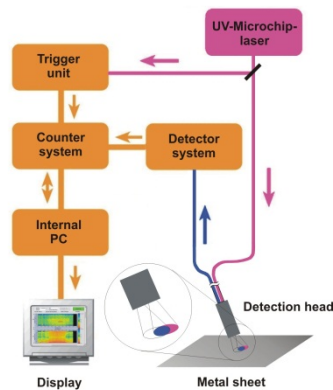 UV-Microchip-
laser
Trigger
unit
Counter
system
Detector
system
Internal
PC
Detection head
Display
Metal sheet